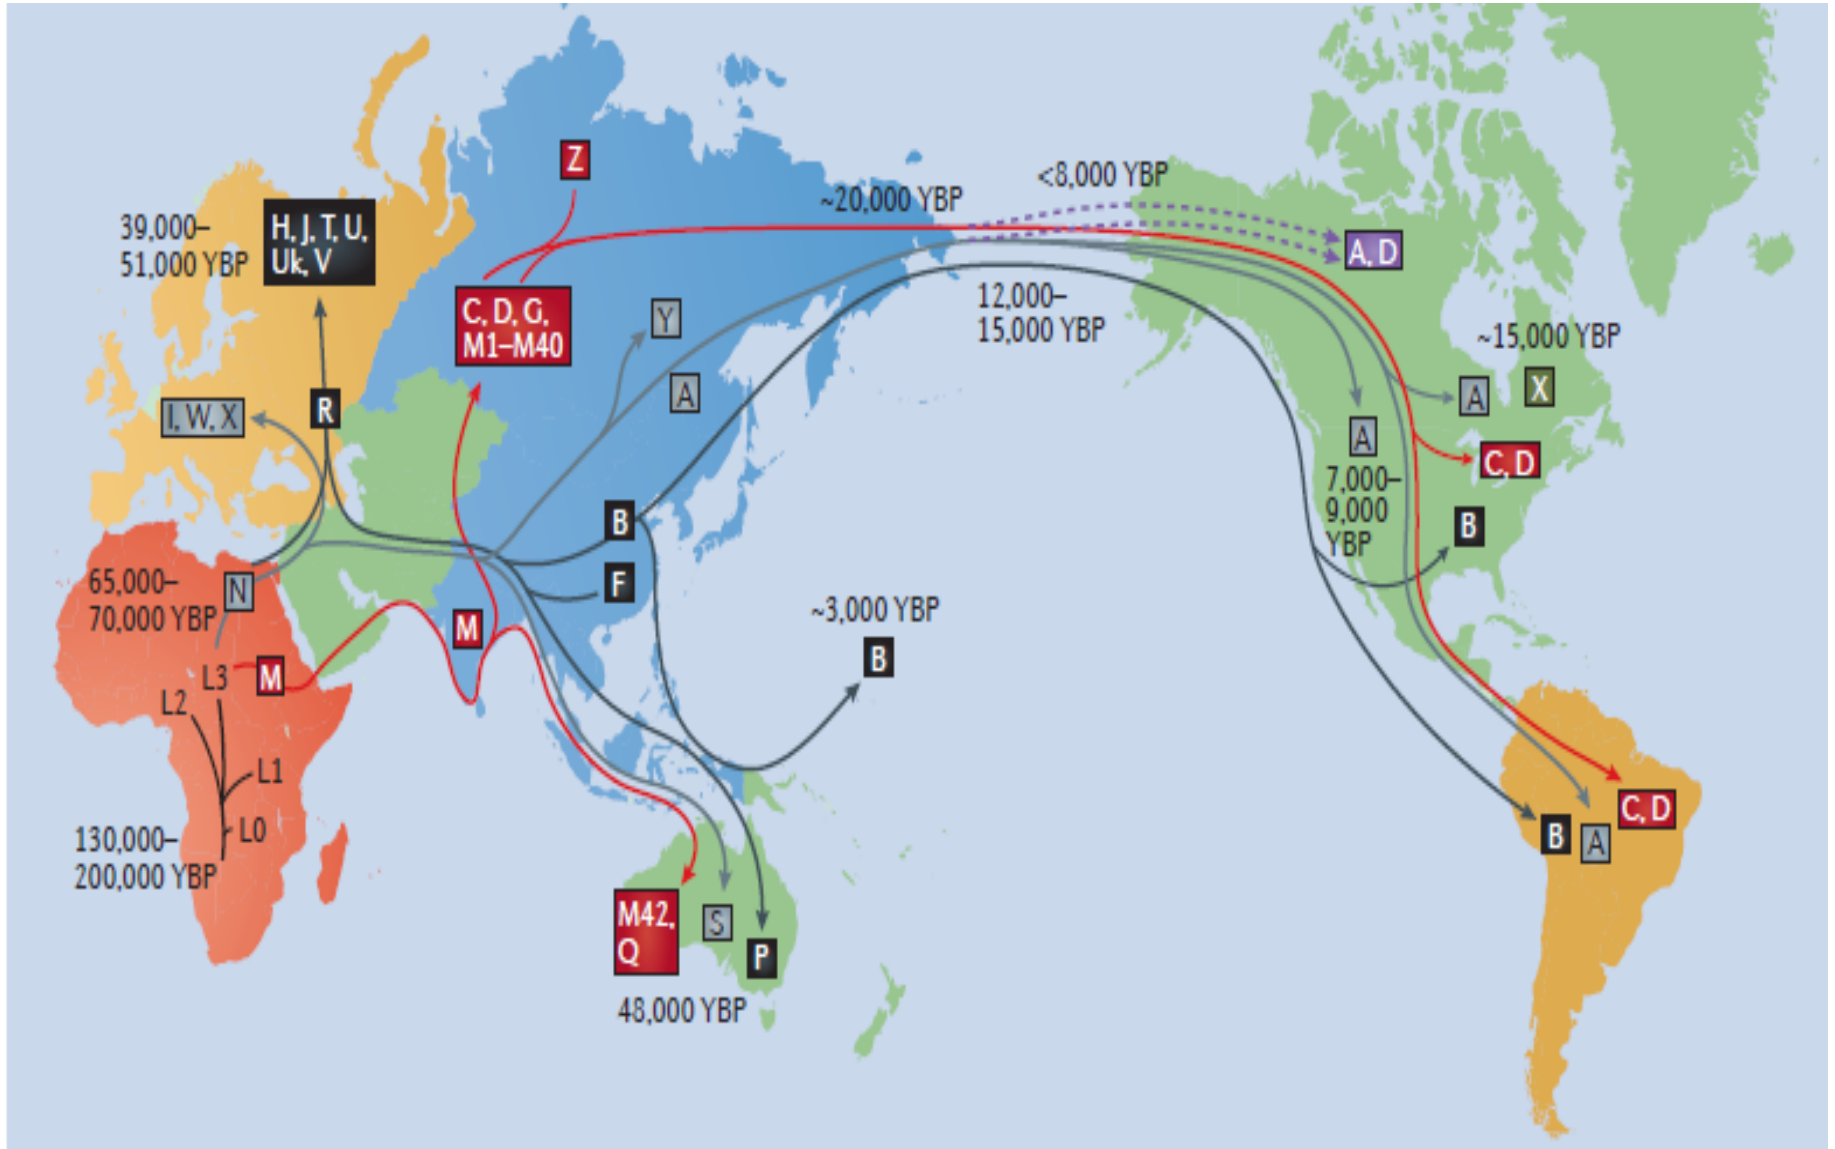 Z
<8,000 YBP
~20,000 YBP
39,000–
51,000 YBP
H, J, T, U,
Uk, V
A, D
C, D, G,
M1–M40
Y
12,000–
15,000 YBP
~15,000 YBP
A
A
X
I, W, X
R
A
C, D
7,000–
9,000
YBP
B
B
F
N
65,000–
70,000 YBP
M
~3,000 YBP
B
L3
M
L2
L1
L0
130,000–
200,000 YBP
C, D
B
A
M42,
Q
S
P
48,000 YBP